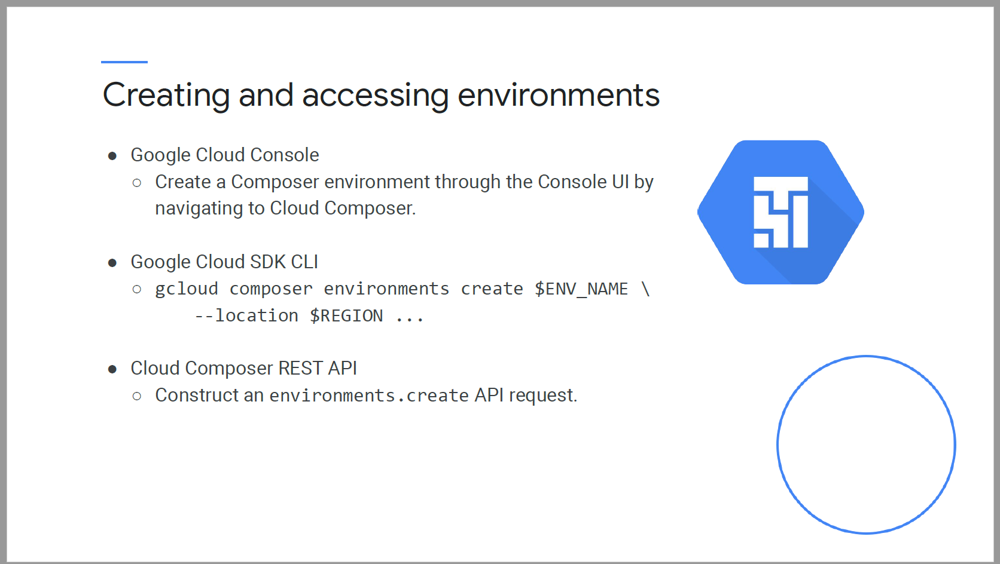 Creating and accessing environments
● Google Cloud Console
○ Create a Composer environment through the Console UI by
navigating to Cloud Composer.
● Google Cloud SDK CLI
○ gcloud composer environments create $ENV_NAME \
--location $REGION ...
● Cloud Composer REST API
○ Construct an environments.create API request.